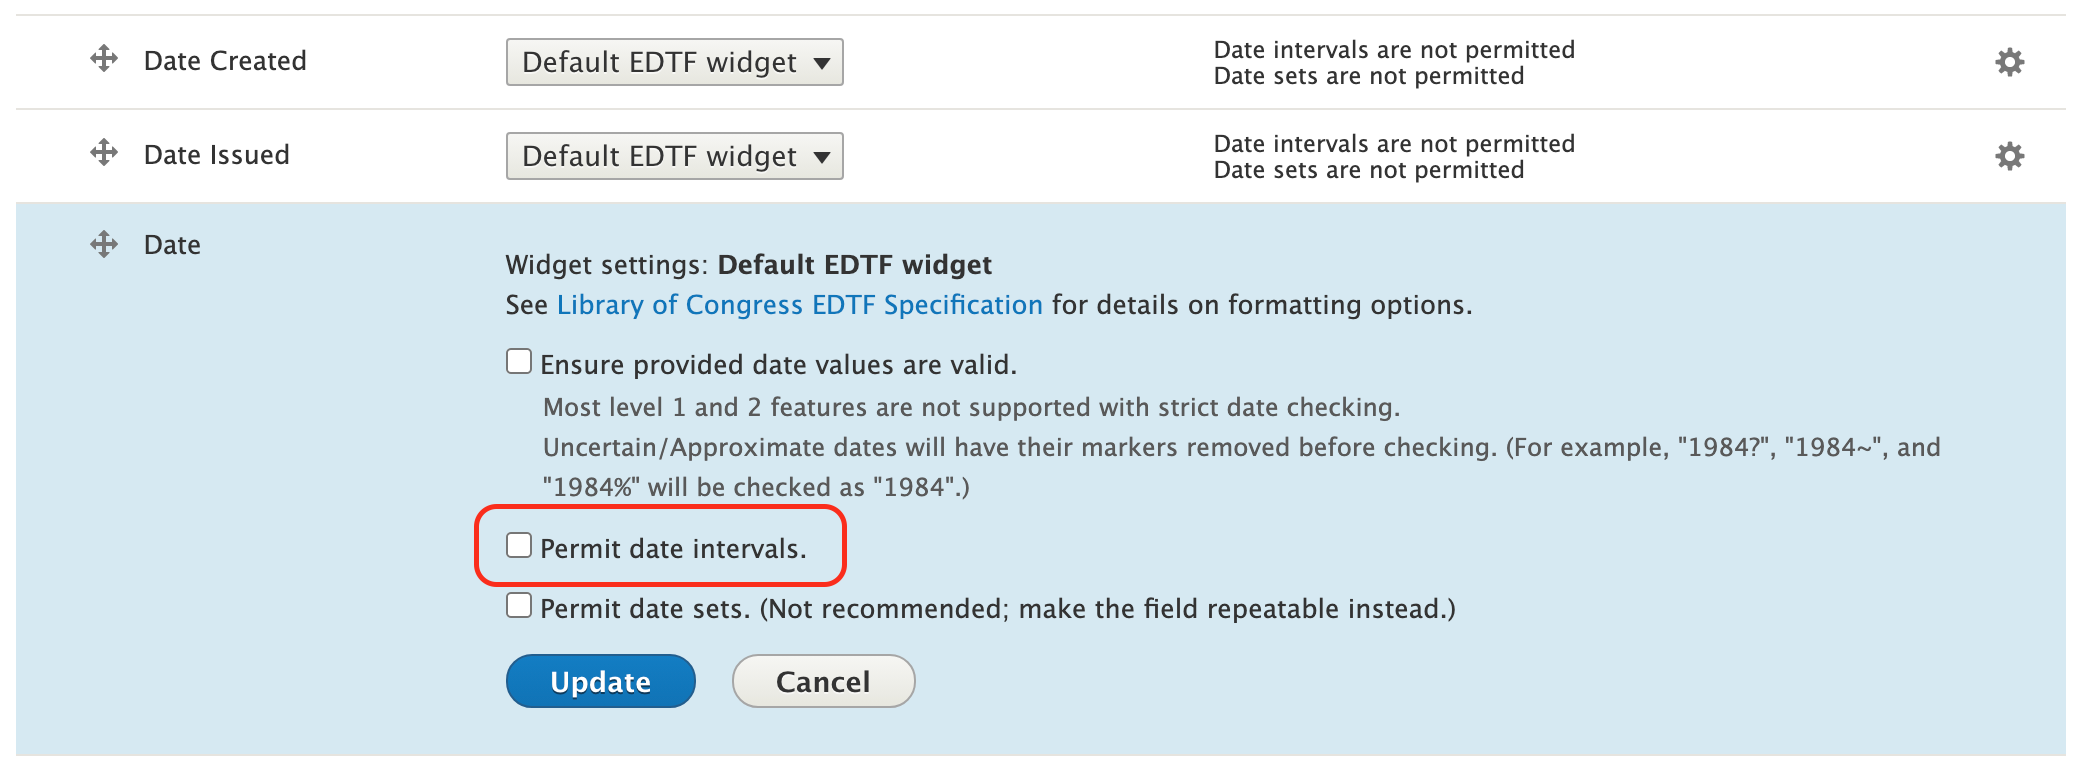 Date Created
Default EDTF widget
Date intervals are not permitted
Date sets are not permitted
Date Issued
Default EDTF widget
Date intervals are not permitted
Date sets are not permitted
Date
Widget settings: Default EDTF widget
See Library of Congress EDTF Specification for details on formatting options.
Ensure provided date values are valid.
Most level 1 and 2 features are not supported with strict date checking.
Uncertain/Approximate dates will have their markers removed before checking. (For example, "1984?", "1984~", and
"1984%" will be checked as "1984".)
Permit date intervals.
Permit date sets. (Not recommended; make the field repeatable instead.)
Update
Cancel